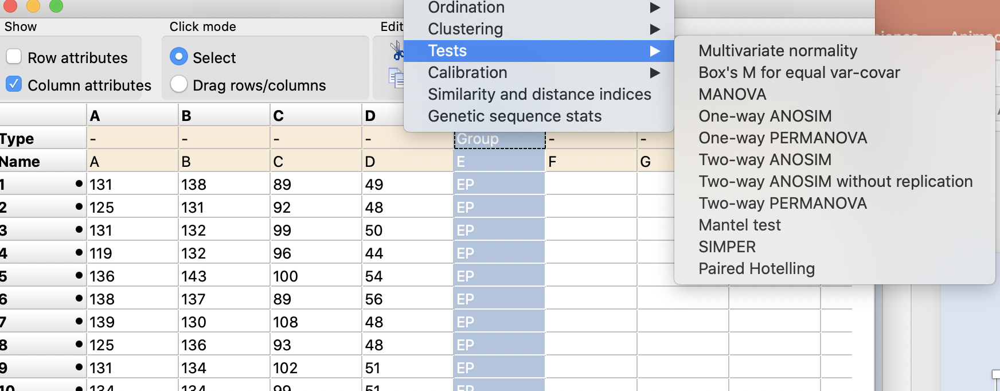 Show
Click mode
Edit
Row attributes
Select
Column attributes
Drag rows/columns
Ordination
Clustering
Tests
Calibration
Similarity and distance indices
Genetic sequence stats
Multivariate normality
Box's M for equal var-covar
MANOVA
One-way ANOSIM
One-way PERMANOVA
Two-way ANOSIM
Two-way ANOSIM without replication
Two-way PERMANOVA
Mantel test
SIMPER
Paired Hotelling
A B C D
Type - - - - Group - -
Name A B C D E F G
1 131 138 89 49 EP
2 125 131 92 48 EP
3 131 132 99 50 EP
4 119 132 96 44 EP
5 136 143 100 54 EP
6 138 137 89 56 EP
7 139 130 108 48 EP
8 125 136 93 48 EP
9 131 134 102 51 EP
10 134 134 99 51 EP